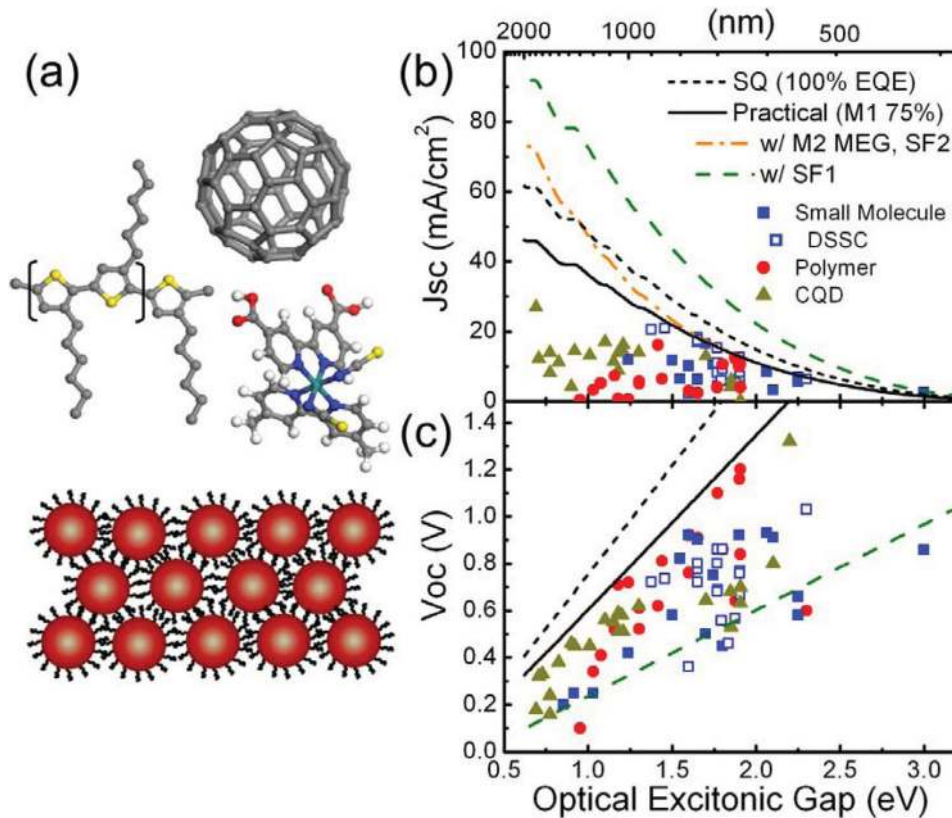 (a)
(b)
(nm)
2000 1000 500
100
80
60
40
20
0
Jsc (mA/cm²)
SQ (100% EQE)
Practical (M1 75%)
w/ M2 MEG, SF2
w/ SF1
Small Molecule
DSSC
Polymer
CQD
(c)
1.4
1.2
1.0
0.8
0.6
0.4
0.2
0.0
Voc (V)
0.5 1.0 1.5 2.0 2.5 3.0
Optical Excitonic Gap (eV)